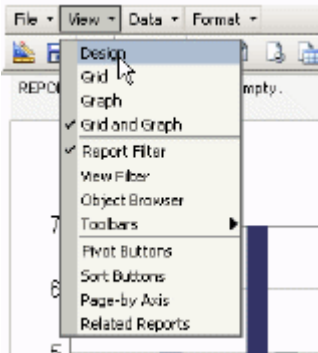 File View Data Format
Design
Grid
REPO mpty.
Graph
Grid and Graph
Report Filter
View Filter
Object Browser
7 Toolbars
Pivot Buttons
Sort Buttons
6
Page-by Axis
Related Reports
5